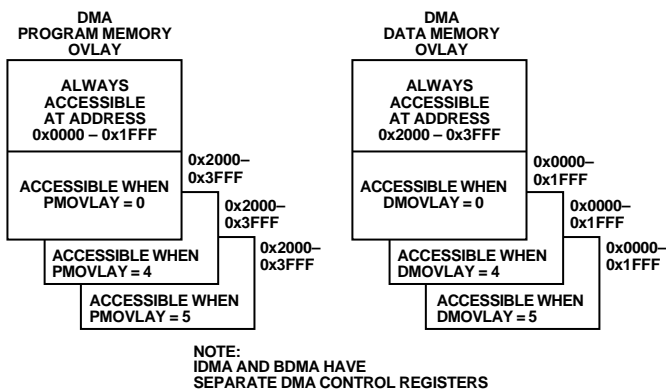 DMA
PROGRAM MEMORY
OVLAY
ALWAYS
ACCESSIBLE
AT ADDRESS
0x0000 – 0x1FFF
ACCESSIBLE WHEN
PMOVLAY = 0
0x2000–
0x3FFF
0x2000–
0x3FFF
0x2000–
0x3FFF
ACCESSIBLE WHEN
PMOVLAY = 4
ACCESSIBLE WHEN
PMOVLAY = 5
DMA
DATA MEMORY
OVLAY
ALWAYS
ACCESSIBLE
AT ADDRESS
0x2000 – 0x3FFF
ACCESSIBLE WHEN
DMOVLAY = 0
0x0000–
0x1FFF
0x0000–
0x1FFF
0x0000–
0x1FFF
ACCESSIBLE WHEN
DMOVLAY = 4
ACCESSIBLE WHEN
DMOVLAY = 5
NOTE:
IDMA AND BDMA HAVE
SEPARATE DMA CONTROL REGISTERS